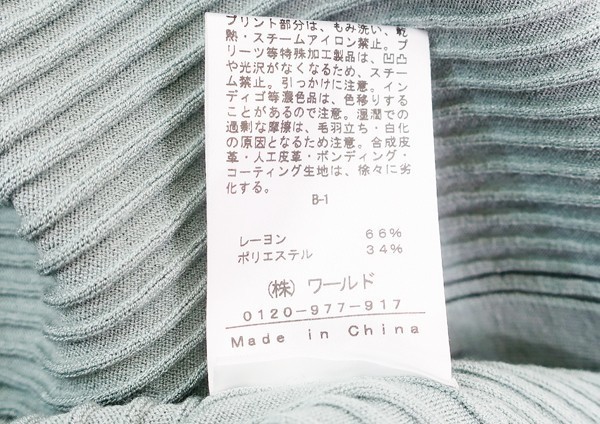 プリント部分は、もみ洗い、乾
熱・スチームアイロン禁止。プ
リーツ等特殊加工製品は、凹凸
や光沢がなくなるため、スチー
ム禁止。引っかけに注意。イン
ディゴ等濃色品は、色移りする
ことがあるので注意。湿潤での
過剰な摩擦は、毛羽立ち・白化
の原因となるため注意。合成皮
革・人工皮革・ボンディング・
コーティング生地は、徐々に劣
化する。
B-1
レーヨン 66%
ポリエステル 34%
(株) ワールド
0120-977-917
Made in China